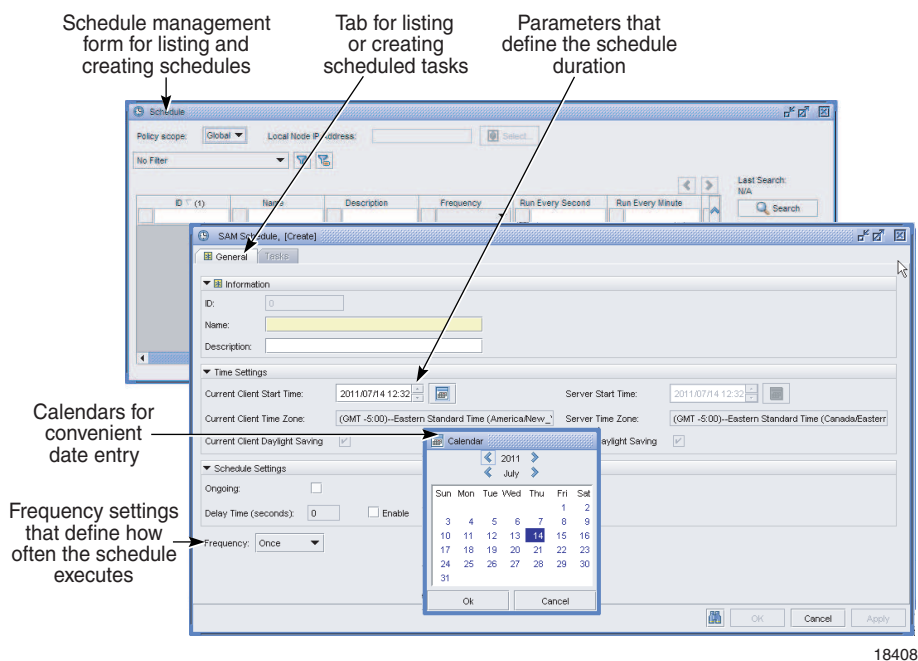 Schedule management
form for listing and
creating schedules
Tab for listing
or creating
scheduled tasks
Parameters that
define the schedule
duration
Schedule
Policy scope: Global Local Node IP Address: Select...
No Filter
Last Search:
N/A
Search
ID (1) Name Description Frequency Run Every Second Run Every Minute
SAM Schedule, [Create]
General Tasks
Information
ID: 0
Name:
Description:
Time Settings
Current Client Start Time: 2011/07/14 12:32 Server Start Time: 2011/07/14 12:32
Current Client Time Zone: (GMT -5:00)--Eastern Standard Time (America/New_ Server Time Zone: (GMT -5:00)--Eastern Standard Time (Canada/Eastern
Current Client Daylight Saving aylight Saving
Calendars for
convenient
date entry
Calendar
2011
July
Sun Mon Tue Wed Thu Fri Sat
1 2
3 4 5 6 7 8 9
10 11 12 13 14 15 16
17 18 19 20 21 22 23
24 25 26 27 28 29 30
31
Ok Cancel
Schedule Settings
Ongoing:
Delay Time (seconds): 0 Enable
Frequency: Once
Frequency settings
that define how
often the schedule
executes
OK Cancel Apply
18408